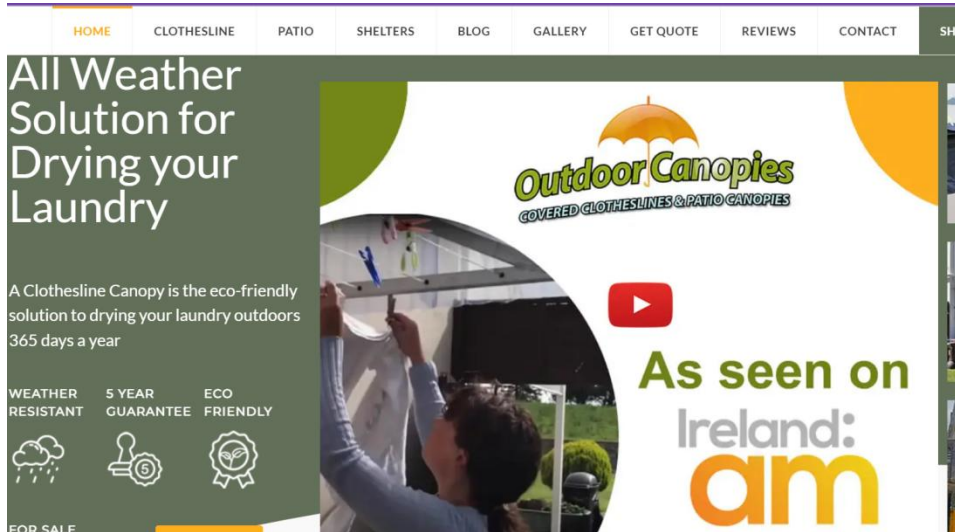 HOME CLOTHESLINE PATIO SHELTERS BLOG GALLERY GET QUOTE REVIEWS CONTACT
All Weather
Solution for
Drying your
Laundry
A Clothesline Canopy is the eco-friendly
solution to drying your laundry outdoors
365 days a year
WEATHER
RESISTANT
5 YEAR
GUARANTEE
ECO
FRIENDLY
5
FOR SALE
Outdoor Canopies
COVERED CLOTHESLINES & PATIO CANOPIES
As seen on
Ireland:
am